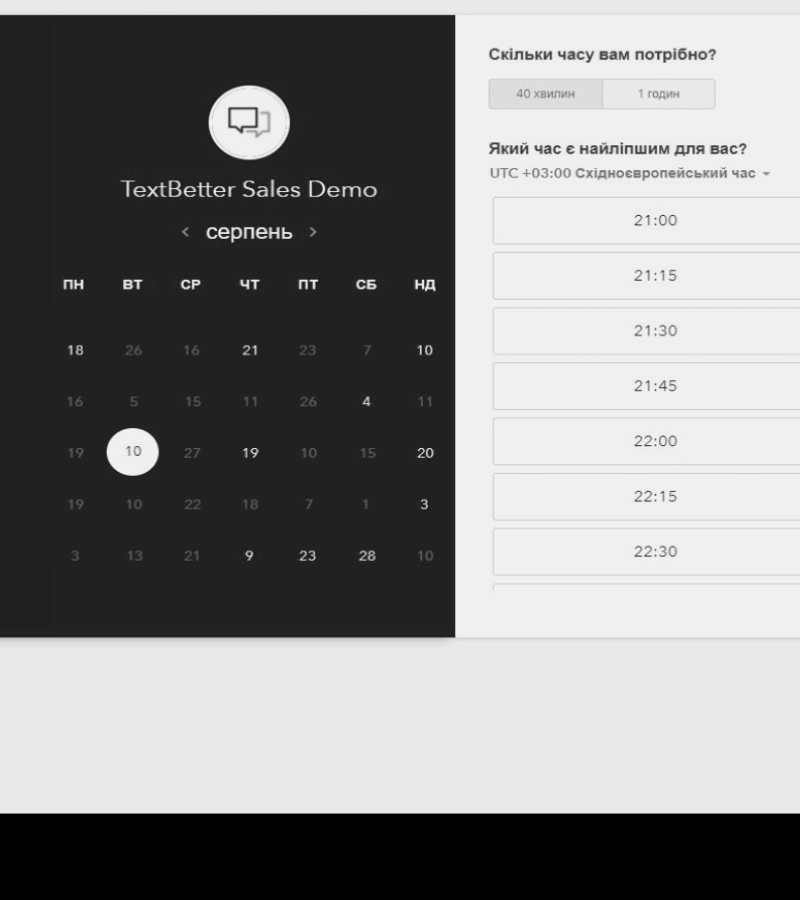 TextBetter Sales Demo
< серпень >
ПН ВТ СР ЧТ ПТ СБ НД
18 26 16 21 23 7 10
16 5 15 11 26 4 11
19 10 27 19 10 15 20
19 10 22 18 7 1 3
3 13 21 9 23 28 10
Скільки часу вам потрібно?
40 хвилин 1 годин
Який час є найліпшим для вас?
UTC +03:00 Східноєвропейський час
21:00
21:15
21:30
21:45
22:00
22:15
22:30